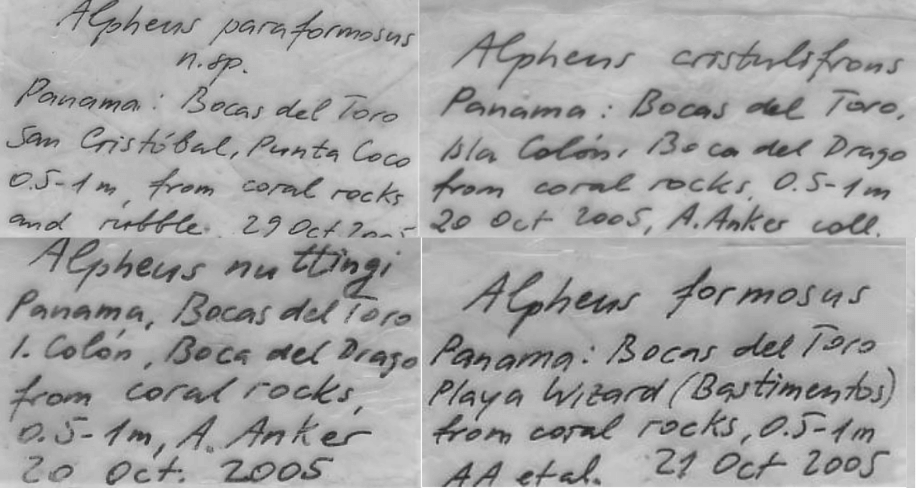 Alpheus paraformosus
n.sp.
Panama: Bocas del Toro
San Cristóbal, Punta Coco
0.5-1m, from coral rocks
and rubble. 29 Oct 2005
Alpheus cristulifrons
Panama: Bocas del Toro,
Isla Colón, Boca del Drago
from coral rocks, 0.5-1m
20 Oct 2005, A. Anker coll.
Alpheus nuttingi
Panama, Bocas del Toro
I. Colón, Boca del Drago
from coral rocks,
0.5-1m, A. Anker
20 Oct. 2005
Alpheus formosus
Panama: Bocas del Toro
Playa Wizard (Bastimentos)
from coral rocks, 0.5-1m
AA et al. 21 Oct 2005